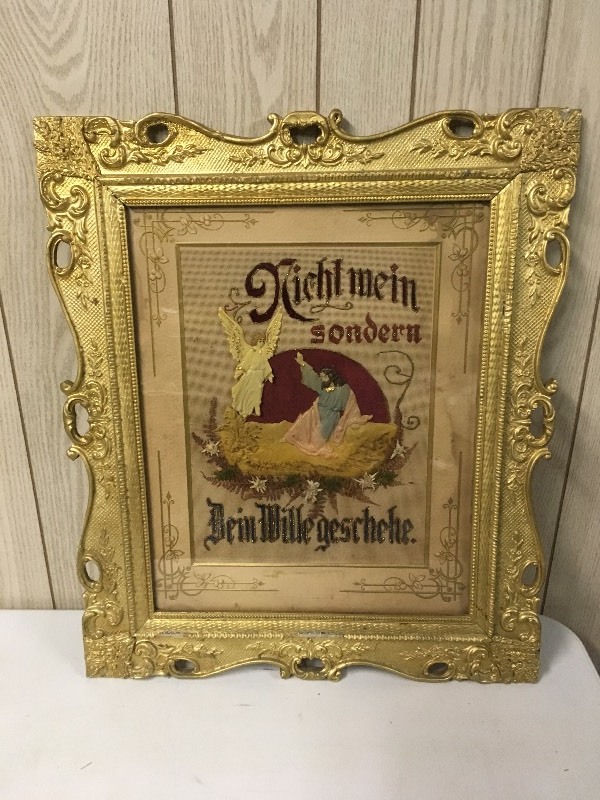 Nicht mein
sondern
Dein Wille geschehe.